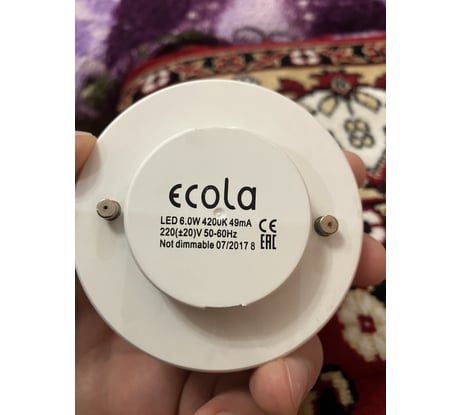 ecola
LED 6.0W 4200K 49mA
220(±20)V 50-60Hz
Not dimmable 07/2017 8
CE
EAC